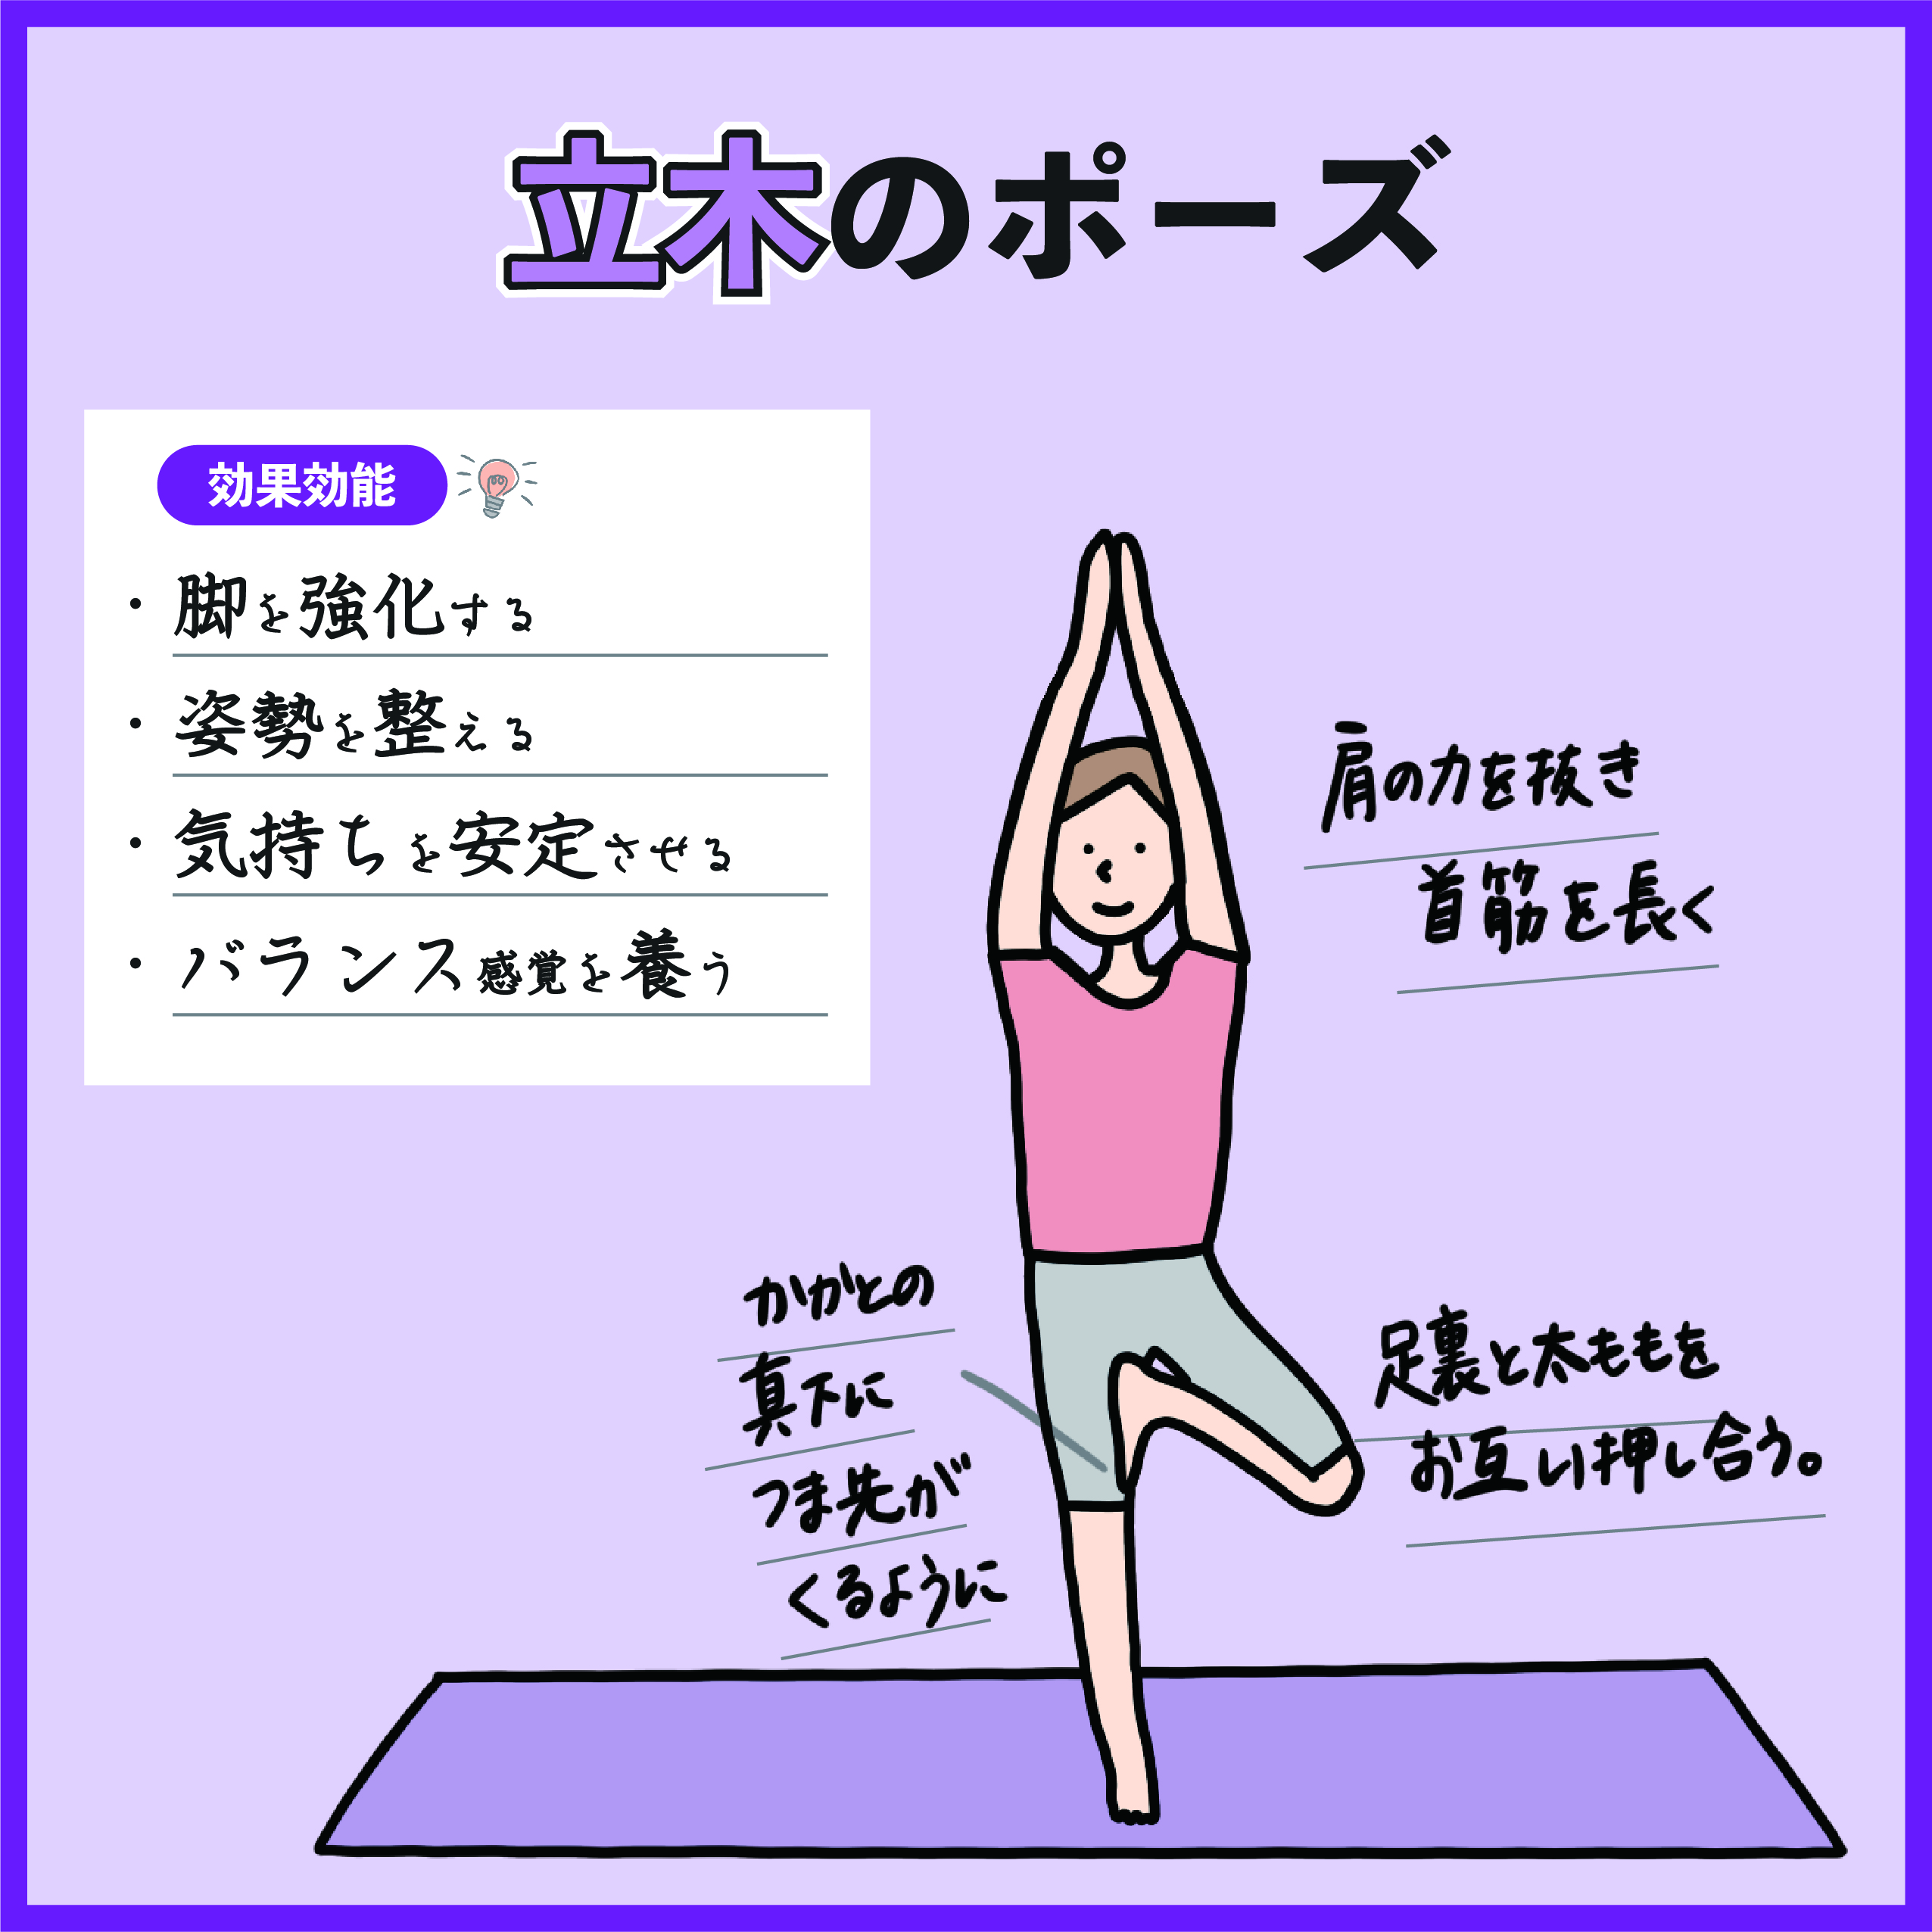 立木のポーズ
効果効能
・脚を強化する
・姿勢を整える
・気持ちを安定させる
・バランス感覚を養う
肩の力を抜き
首筋を長く
かかとの
真下に
つま先が
くるように
足裏と太ももを
お互い押し合う。